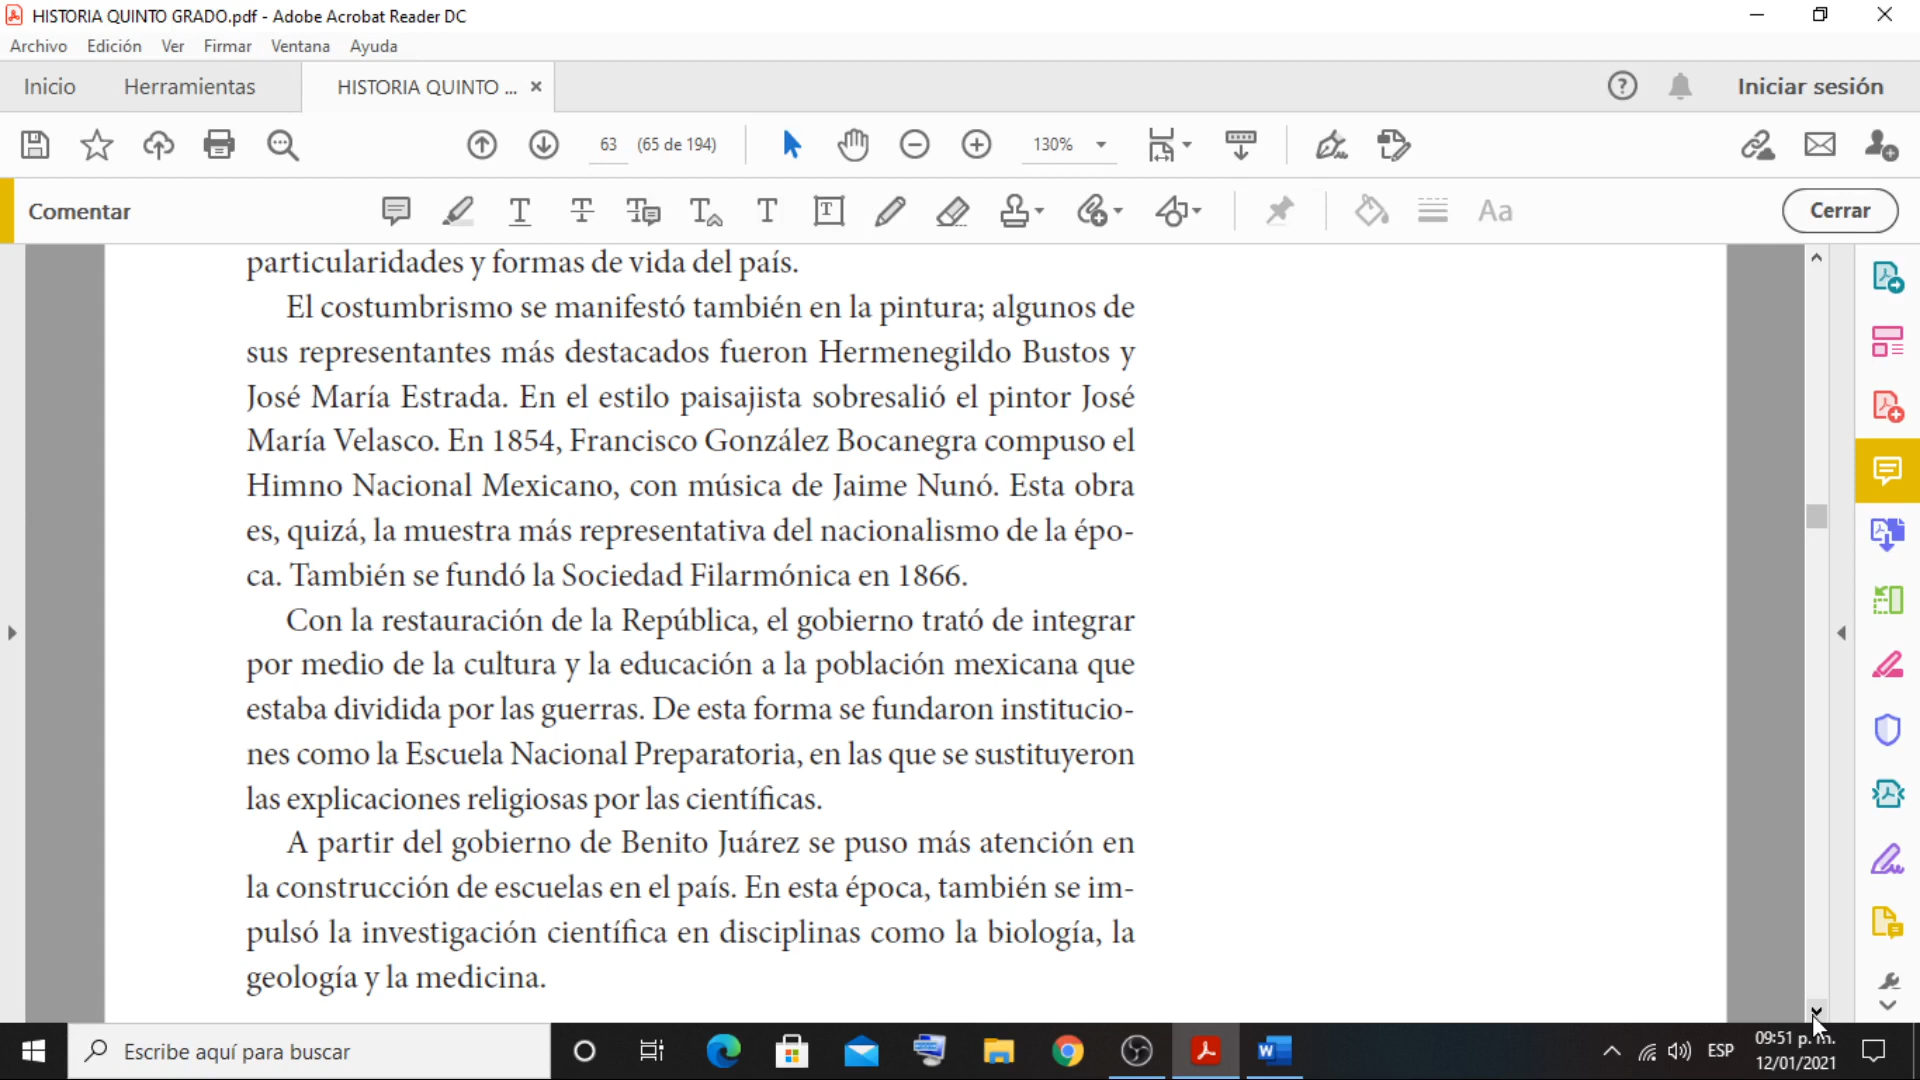 HISTORIA QUINTO GRADO.pdf - Adobe Acrobat Reader DC
Archivo Edición Ver Firmar Ventana Ayuda
Inicio Herramientas HISTORIA QUINTO ... × ? Iniciar sesión
63 (65 de 194) 130%
Comentar T T T T T T Aa Cerrar
particularidades y formas de vida del país.
El costumbrismo se manifestó también en la pintura; algunos de
sus representantes más destacados fueron Hermenegildo Bustos y
José María Estrada. En el estilo paisajista sobresalió el pintor José
María Velasco. En 1854, Francisco González Bocanegra compuso el
Himno Nacional Mexicano, con música de Jaime Nunó. Esta obra
es, quizá, la muestra más representativa del nacionalismo de la épo-
ca. También se fundó la Sociedad Filarmónica en 1866.
Con la restauración de la República, el gobierno trató de integrar
por medio de la cultura y la educación a la población mexicana que
estaba dividida por las guerras. De esta forma se fundaron institucio-
nes como la Escuela Nacional Preparatoria, en las que se sustituyeron
las explicaciones religiosas por las científicas.
A partir del gobierno de Benito Juárez se puso más atención en
la construcción de escuelas en el país. En esta época, también se im-
pulsó la investigación científica en disciplinas como la biología, la
geología y la medicina.
Escribe aquí para buscar
ESP
09:51 p. m.
12/01/2021